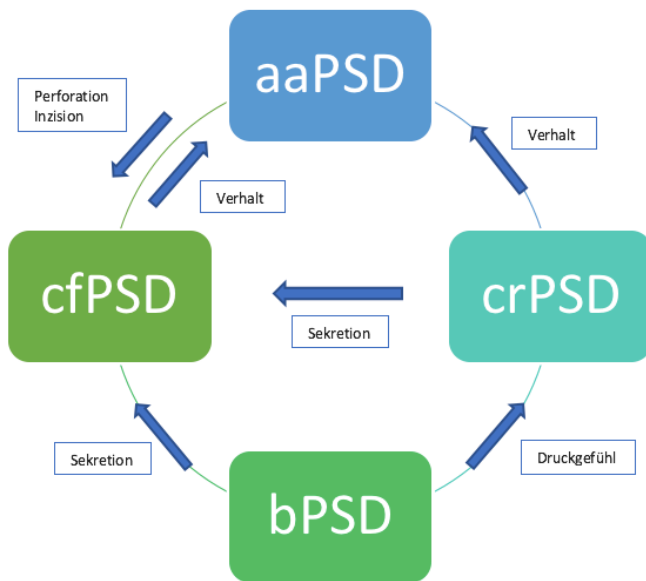 aaPSD
Perforation
Inzision
Verhalt
Verhalt
cfPSD
crPSD
Sekretion
Sekretion
Druckgefühl
bPSD